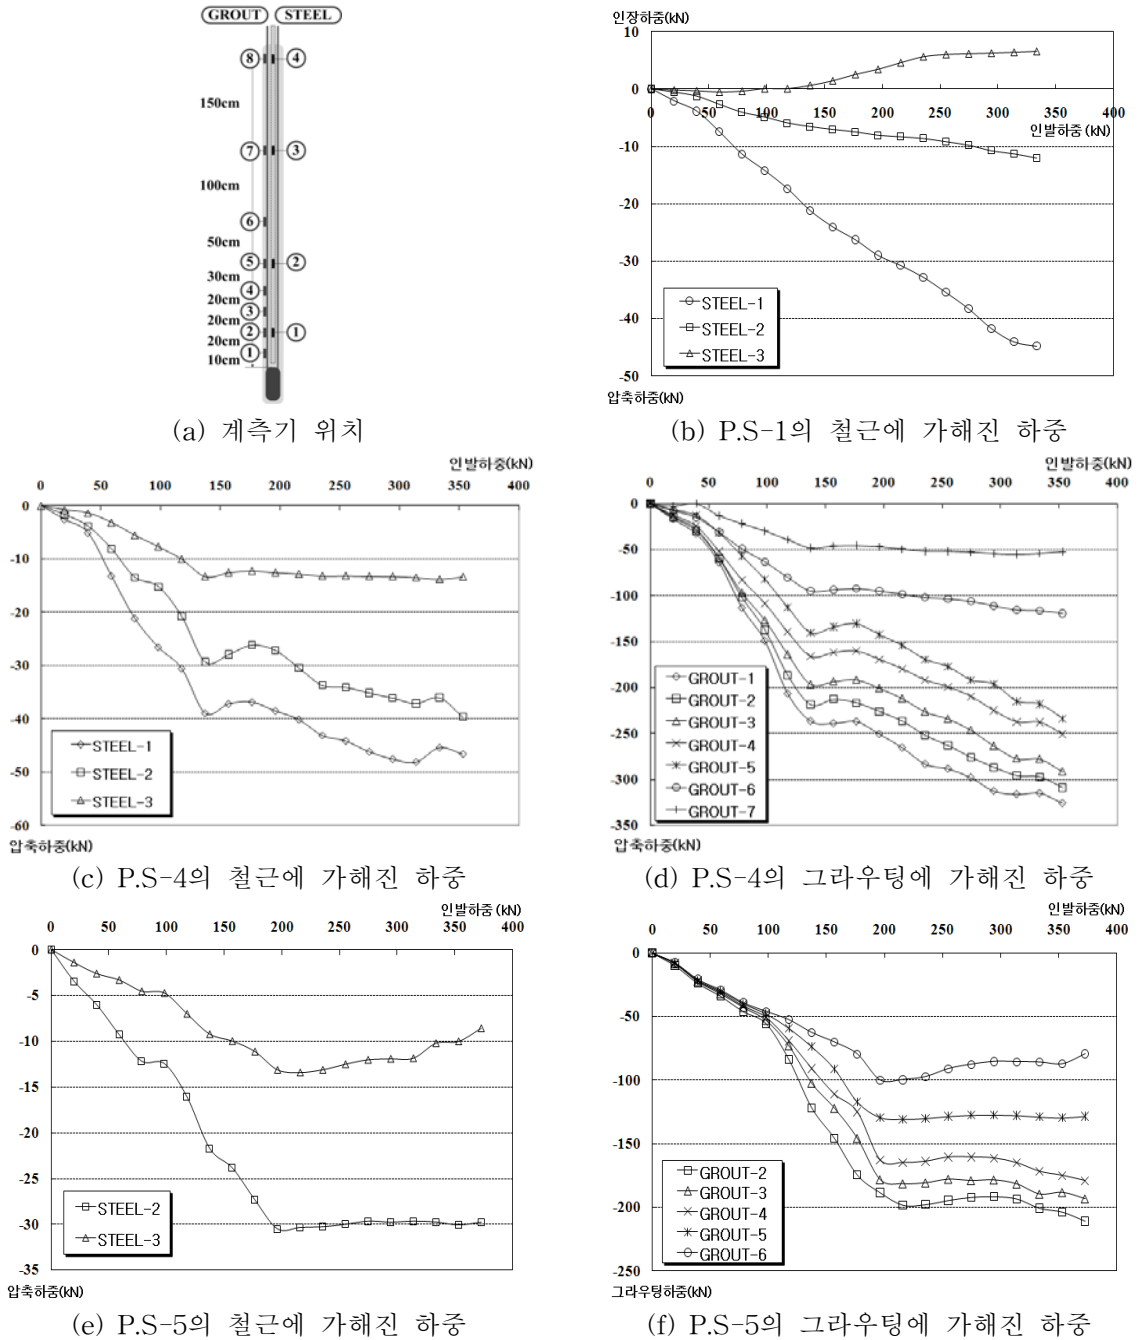 GROUT STEEL
8
4
150cm
7
3
100cm
6
50cm
5
2
30cm
4
20cm
3
20cm
2
1
20cm
1
10cm
(a) 계측기 위치
인장하중(kN)
10
0
0 50 100 150 200 250 300 350 400
인발하중(kN)
-10
-20
-30
-40
-50
STEEL-1
STEEL-2
STEEL-3
압축하중(kN)
(b) P.S-1의 철근에 가해진 하중
인발하중(kN)
0 50 100 150 200 250 300 350 400
0
-10
-20
-30
-40
-50
-60
STEEL-1
STEEL-2
STEEL-3
압축하중(kN)
(c) P.S-4의 철근에 가해진 하중
인발하중(kN)
0 50 100 150 200 250 300 350 400
0
-50
-100
-150
-200
-250
-300
-350
GROUT-1
GROUT-2
GROUT-3
GROUT-4
GROUT-5
GROUT-6
GROUT-7
압축하중(kN)
(d) P.S-4의 그라우팅에 가해진 하중
인발하중(kN)
0 50 100 150 200 250 300 350 400
0
-5
-10
-15
-20
-25
-30
-35
STEEL-2
STEEL-3
압축하중(kN)
(e) P.S-5의 철근에 가해진 하중
인발하중(kN)
0 50 100 150 200 250 300 350 400
0
-50
-100
-150
-200
-250
GROUT-2
GROUT-3
GROUT-4
GROUT-5
GROUT-6
그라우팅하중(kN)
(f) P.S-5의 그라우팅에 가해진 하중